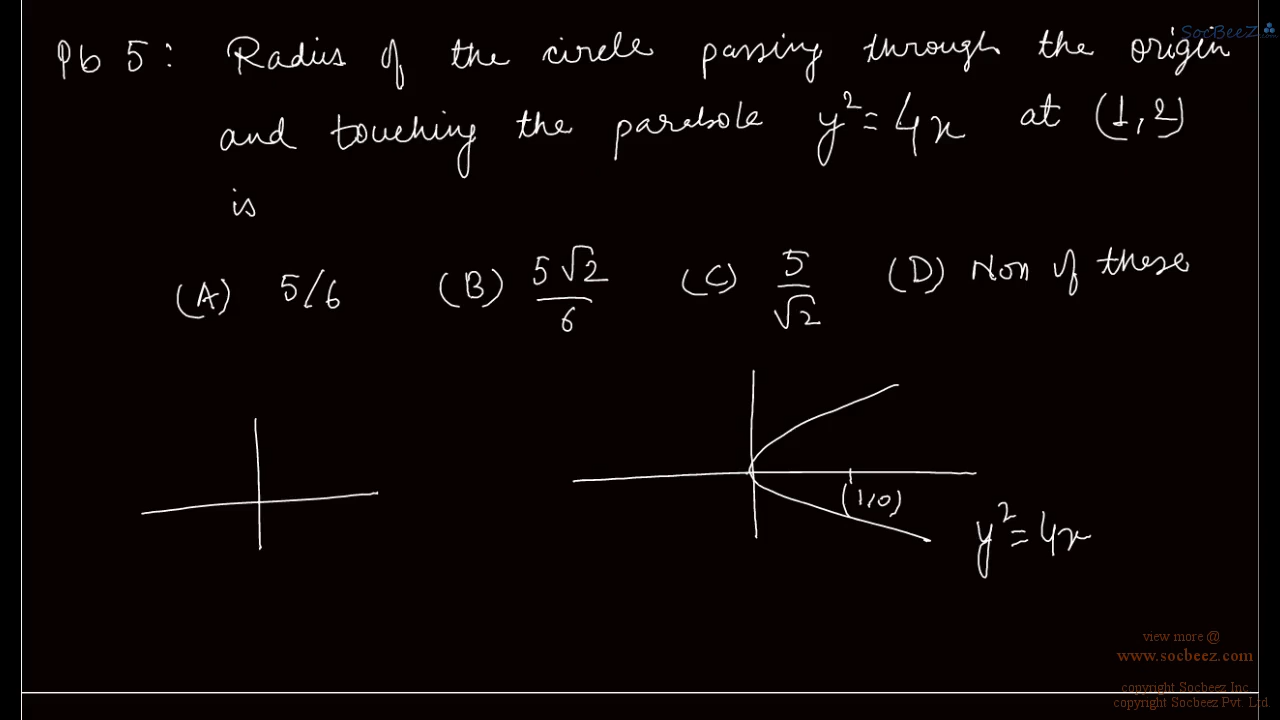 SocBeeZ
Pb 5: Radius of the circle passing through the origin
and touching the parabola y² = 4x at (1, 2)
is
(A) 5/6 (B) 5√2/6 (C) 5/√2 (D) Non of these
(1,0)
y² = 4x
view more @
www.socbeez.com
copyright Socbeez Inc.
copyright Socbeez Pvt. Ltd.